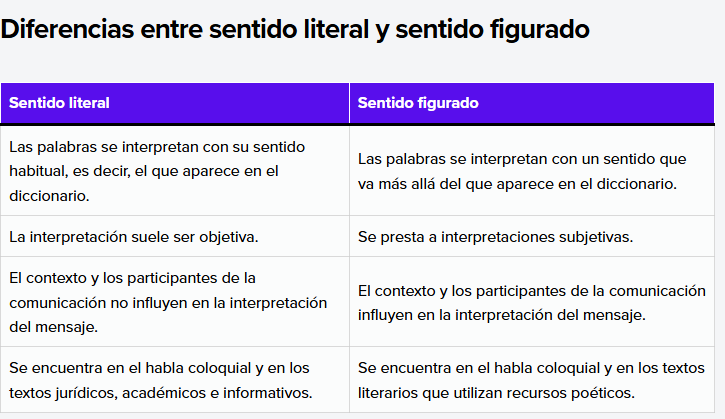 Diferencias entre sentido literal y sentido figurado
Sentido literal
Sentido figurado
Las palabras se interpretan con su sentido
habitual, es decir, el que aparece en el
diccionario.
Las palabras se interpretan con un sentido que
va más allá del que aparece en el diccionario.
La interpretación suele ser objetiva.
Se presta a interpretaciones subjetivas.
El contexto y los participantes de la
comunicación no influyen en la interpretación
del mensaje.
El contexto y los participantes de la comunicación
influyen en la interpretación del mensaje.
Se encuentra en el habla coloquial y en los
textos jurídicos, académicos e informativos.
Se encuentra en el habla coloquial y en los textos
literarios que utilizan recursos poéticos.